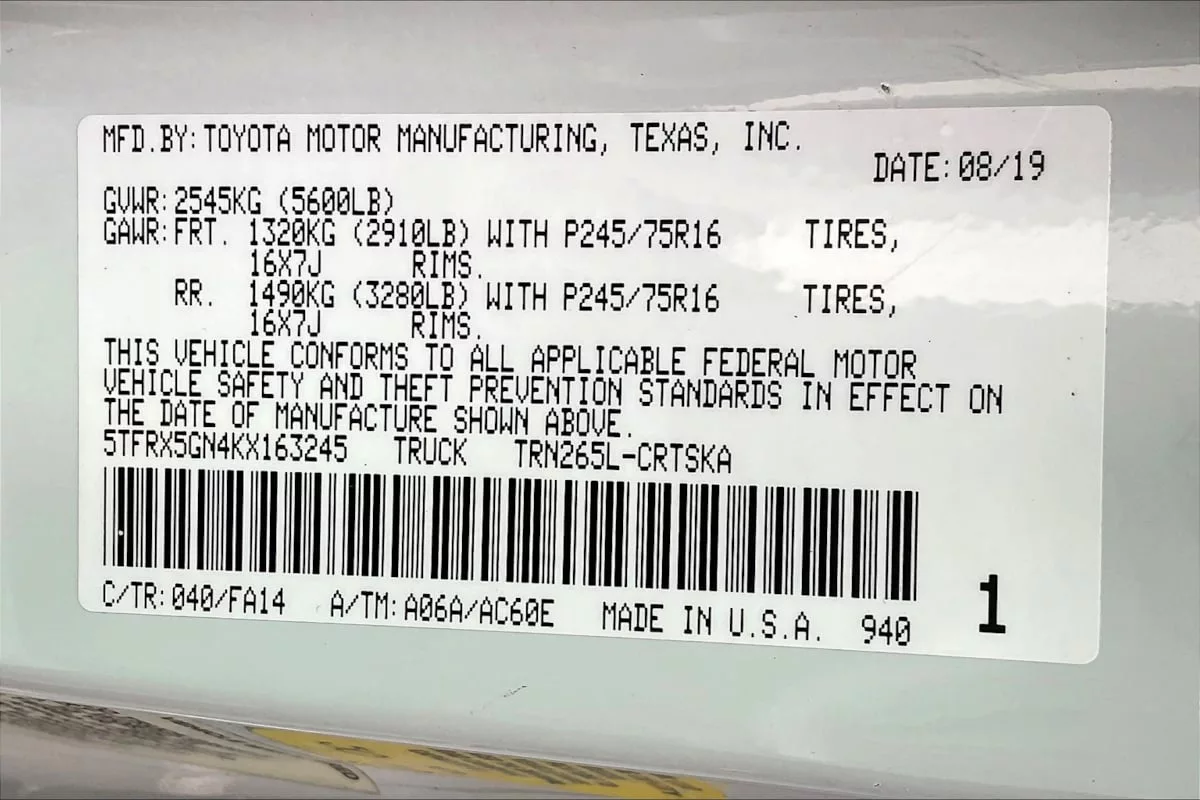 MFD.BY:TOYOTA MOTOR MANUFACTURING, TEXAS, INC.
DATE:08/19
GVWR:2545KG (5600LB)
GAWR:FRT. 1320KG (2910LB) WITH P245/75R16 TIRES,
16X7J RIMS.
RR. 1490KG (3280LB) WITH P245/75R16 TIRES,
16X7J RIMS.
THIS VEHICLE CONFORMS TO ALL APPLICABLE FEDERAL MOTOR
VEHICLE SAFETY AND THEFT PREVENTION STANDARDS IN EFFECT ON
THE DATE OF MANUFACTURE SHOWN ABOVE.
5TFRX5GN4KX163245 TRUCK TRN265L-CRTSKA
C/TR:040/FA14 A/TM:A06A/AC60E MADE IN U.S.A. 940
1